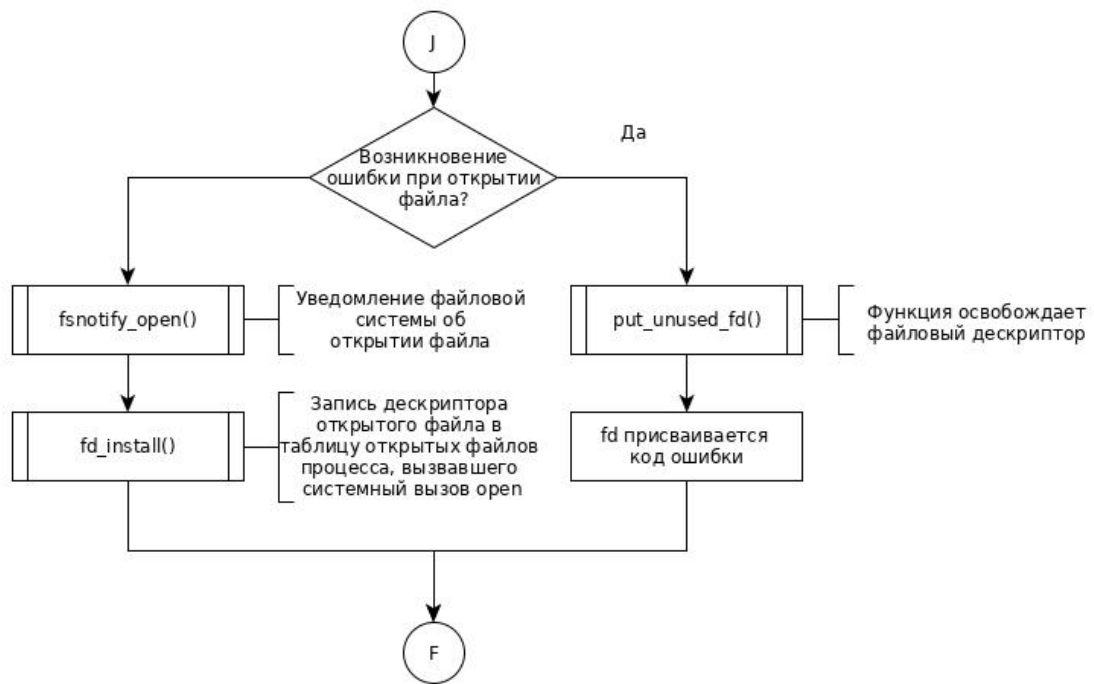 J
Да
Возникновение
ошибки при открытии
файла?
fsnotify_open()
Уведомление файловой
системы об
открытии файла
put_unused_fd()
Функция освобождает
файловый дескриптор
fd_install()
Запись дескриптора
открытого файла в
таблицу открытых файлов
процесса, вызвавшего
системный вызов open
fd присваивается
код ошибки
F